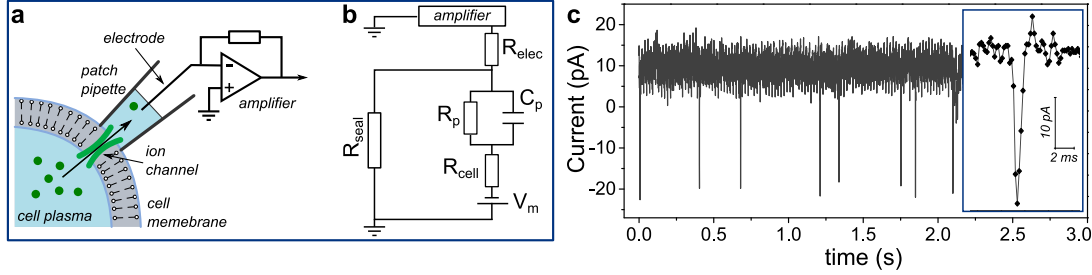 a
electrode
patch
pipette
-
+
amplifier
ion
channel
cell plasma
cell
memebrane
b
amplifier
R_elec
C_p
R_p
R_seal
R_cell
V_m
c
Current (pA)
20
10
0
-10
-20
10 pA
2 ms
0.0 0.5 1.0 1.5 2.0 2.5 3.0
time (s)